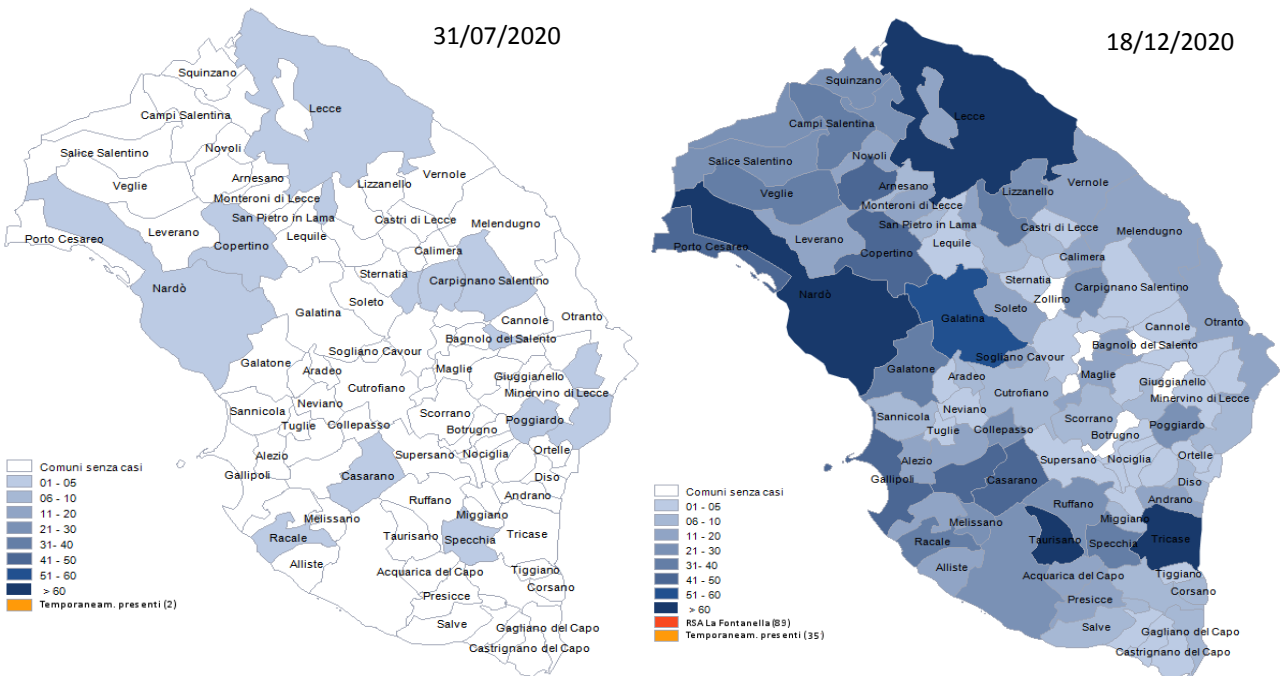 31/07/2020
Squinzano
Lecce
Campi Salentina
Novoli
Salice Salentino
Arnesano
Vernole
Veglie
Lizzanello
Monteroni di Lecce
San Pietro in Lama
Castri di Lecce
Melendugno
Leverano
Lequile
Porto Cesareo
Copertino
Calimera
Sternatia
Carpignano Salentino
Nardò
Soleto
Galatina
Cannole
Otranto
Bagnolo del Salento
Sogliano Cavour
Galatone
Aradeo
Maglie
Giuggianello
Cutrofiano
Minervino di Lecce
Neviano
Sannicola
Scorrano
Poggiardo
Tuglie
Collepasso
Botrugno
Alezio
Supersano
Nociglia
Ortelle
Gallipoli
Casarano
Diso
Ruffano
Andrano
Miggiano
Melissano
Racale
Taurisano
Specchia
Tricase
Alliste
Acquarica del Capo
Tiggiano
Corsano
Presicce
Salve
Gagliano del Capo
Castrignano del Capo
Comuni senza casi
01 - 05
06 - 10
11 - 20
21 - 30
31- 40
41 - 50
51 - 60
> 60
Temporaneam. presenti (2)
18/12/2020
Squinzano
Lecce
Campi Salentina
Novoli
Salice Salentino
Arnesano
Vernole
Veglie
Lizzanello
Monteroni di Lecce
San Pietro in Lama
Castri di Lecce
Melendugno
Leverano
Lequile
Porto Cesareo
Copertino
Calimera
Sternatia
Carpignano Salentino
Nardò
Zollino
Soleto
Galatina
Cannole
Otranto
Bagnolo del Salento
Sogliano Cavour
Galatone
Aradeo
Maglie
Giuggianello
Cutrofiano
Minervino di Lecce
Neviano
Sannicola
Scorrano
Poggiardo
Tuglie
Collepasso
Botrugno
Alezio
Supersano
Nociglia
Ortelle
Gallipoli
Casarano
Diso
Ruffano
Andrano
Miggiano
Melissano
Racale
Taurisano
Specchia
Tricase
Alliste
Acquarica del Capo
Tiggiano
Corsano
Presicce
Salve
Gagliano del Capo
Castrignano del Capo
Comuni senza casi
01 - 05
06 - 10
11 - 20
21 - 30
31 - 40
41 - 50
51 - 60
> 60
RSA La Fontanella (89)
Temporaneam. presenti (35)